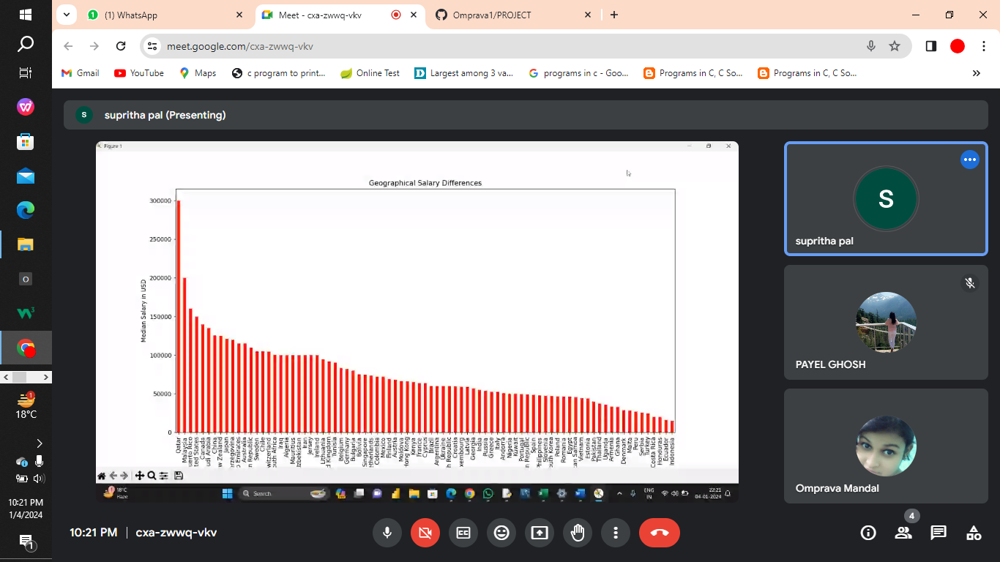 (1) WhatsApp
Meet - cxa-zwwq-vkv
Omprava1/PROJECT
meet.google.com/cxa-zwwq-vkv
Gmail
YouTube
Maps
c program to print...
Online Test
Largest among 3 va...
programs in c - Goo...
Programs in C, C So...
Programs in C, C So...
S
supritha pal (Presenting)
Figure 1
Geographical Salary Differences
Median Salary in USD
300000
250000
200000
150000
100000
50000
0
Qatar
Malaysia
uerto Rico
ted States
Canada
udi Arabia
China
w Zealand
Japan
erzegovina
b Emirates
Australia
n Republic
Sweden
Chile
witzerland
outh Africa
Iraq
Algeria
Mauritius
zbekistan
Iran
Jersey
Ireland
Lithuania
d Kingdom
Tunisia
Belgium
Germany
Bulgaria
Bolivia
Singapore
etherlands
Colombia
Mexico
Finland
Austria
Moldova
Hong Kong
Kenya
France
Cyprus
Brazil
Argentina
Ukraine
h Republic
Croatia
xembourg
Latvia
Georgia
India
Russia
Greece
Italy
Andorra
Nigeria
Kuwait
Portugal
n Republic
Spain
hilippines
Slovenia
uth Korea
Poland
Romania
Egypt
an Samoa
Vietnam
Estonia
Pakistan
Thailand
Uganda
Armenia
Ghana
Denmark
Malta
Peru
Serbia
Turkey
Costa Rica
Honduras
Ecuador
Indonesia
18°C
Haze
Search
ENG
IN
22:21
04-01-2024
S
supritha pal
PAYEL GHOSH
Omprava Mandal
10:21 PM
cxa-zwwq-vkv
4
18°C
10:21 PM
1/4/2024
1